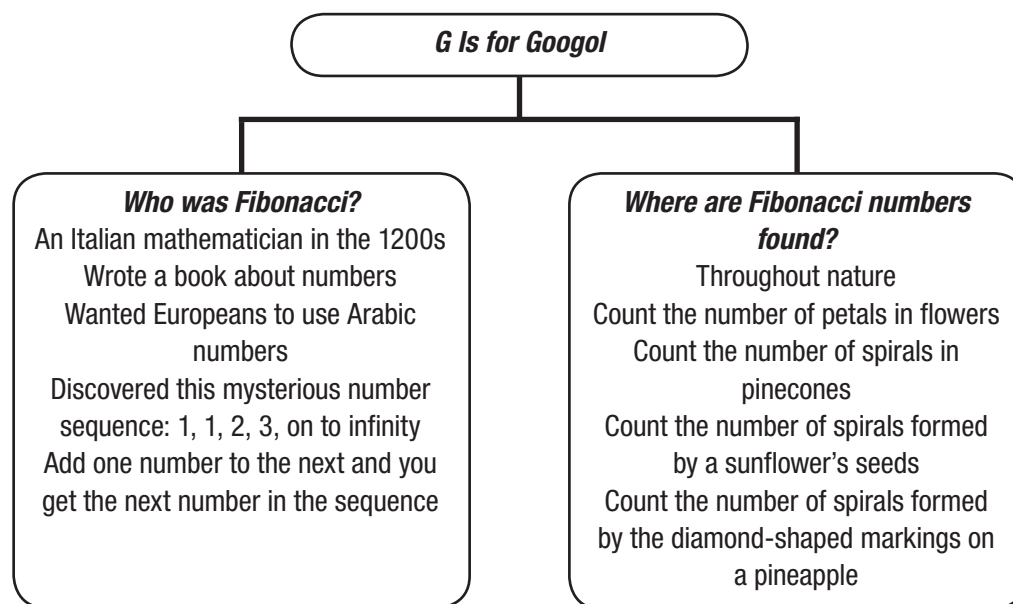 G Is for Googol
Who was Fibonacci?
An Italian mathematician in the 1200s
Wrote a book about numbers
Wanted Europeans to use Arabic
numbers
Discovered this mysterious number
sequence: 1, 1, 2, 3, on to infinity
Add one number to the next and you
get the next number in the sequence
Where are Fibonacci numbers
found?
Throughout nature
Count the number of petals in flowers
Count the number of spirals in
pinecones
Count the number of spirals formed
by a sunflower’s seeds
Count the number of spirals formed
by the diamond-shaped markings on
a pineapple